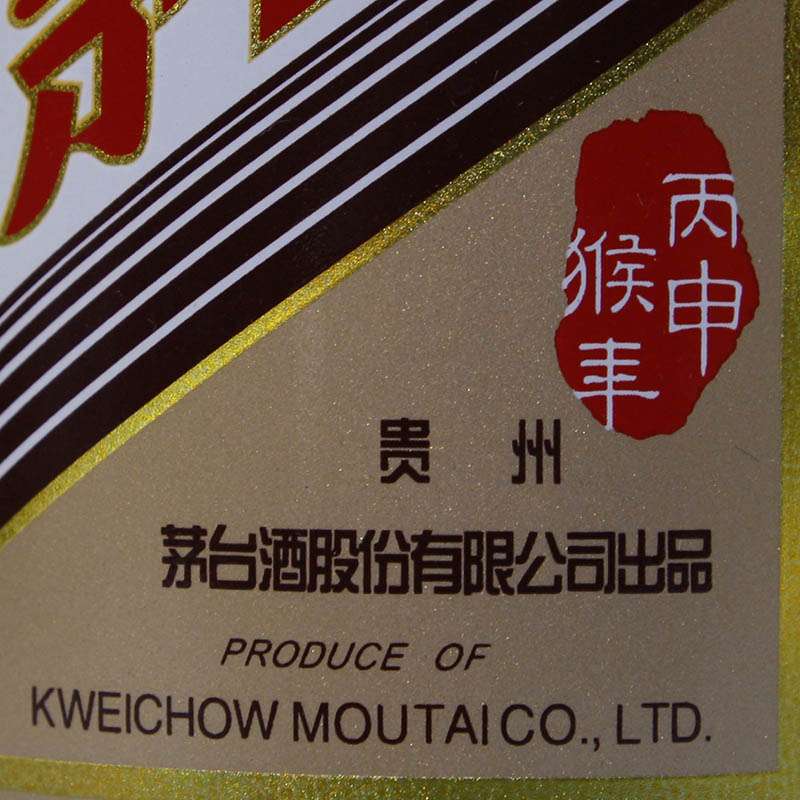 丙申
猴年
贵州
茅台酒股份有限公司出品
PRODUCE OF
KWEICHOW MOUTAI CO., LTD.